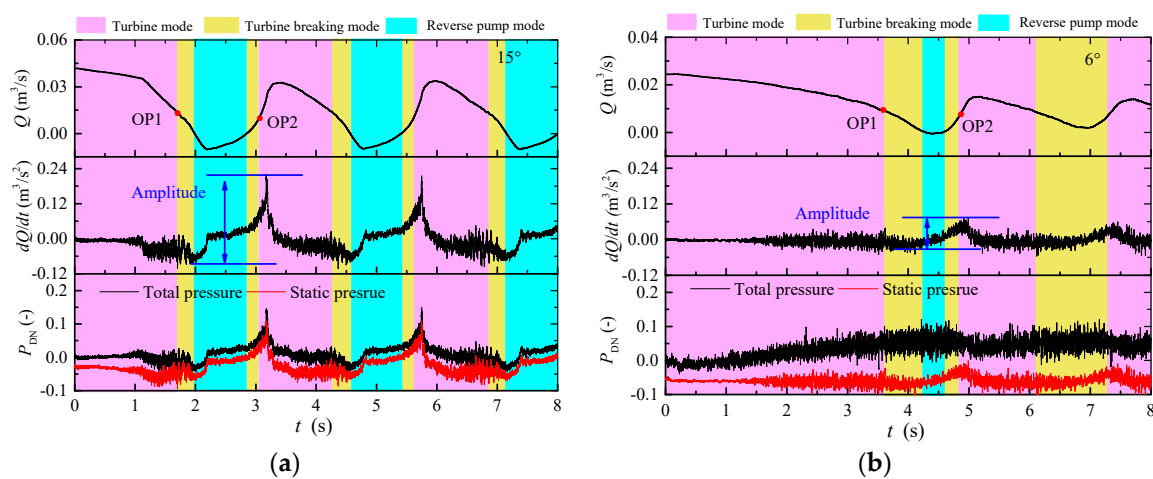 Turbine mode Turbine breaking mode Reverse pump mode
15°
Q (m³/s)
0.06
0.03
0.00
OP1
OP2
dQ/dt (m³/s²)
0.24
0.12
0.00
-0.12
Amplitude
P_DN (-)
0.2
0.1
0.0
-0.1
Total pressure Static presrue
0 1 2 3 4 5 6 7 8
t (s)
(a)
Turbine mode Turbine breaking mode Reverse pump mode
6°
Q (m³/s)
0.04
0.02
0.00
OP1
OP2
dQ/dt (m³/s²)
0.24
0.12
0.00
-0.12
Amplitude
P_DN (-)
0.2
0.1
0.0
-0.1
Total pressure Static presrue
0 1 2 3 4 5 6 7 8
t (s)
(b)